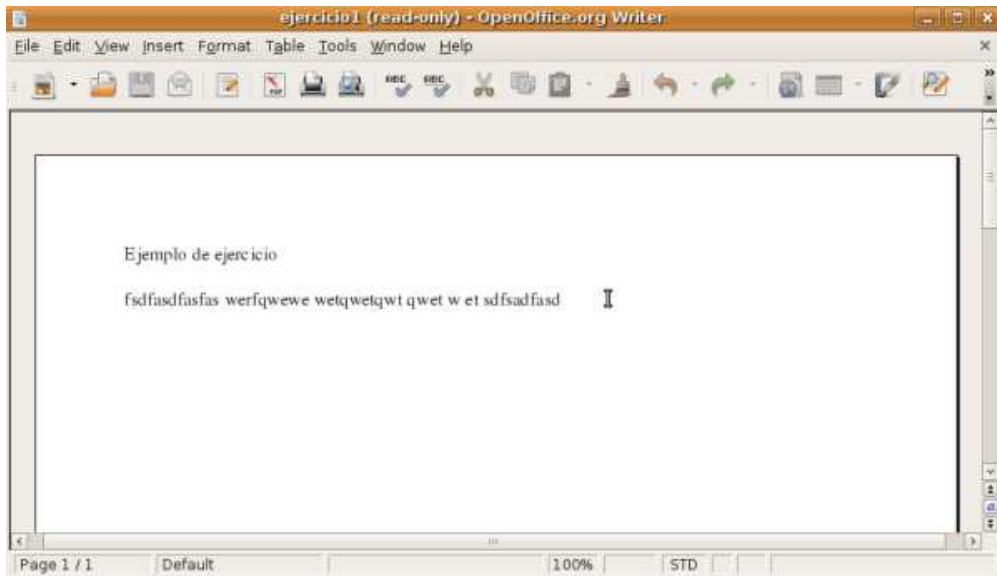 ejercicio1 (read-only) - OpenOffice.org Writer
File Edit View Insert Format Table Tools Window Help
Ejemplo de ejercicio
fsdfasdfasfas werfqwewe wetqwetqwt qwet w et sdfsadfasd
Page 1 / 1 Default 100% STD